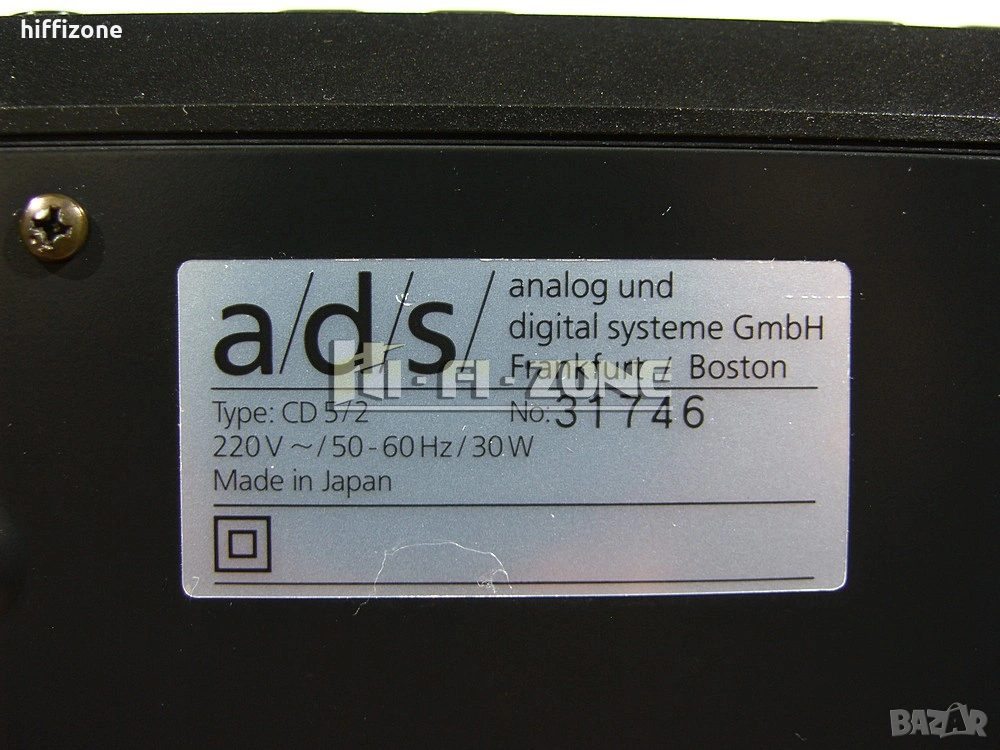 hiffizone
a/d/s/
analog und
digital systeme GmbH
Frankfurt / Boston
HI-FI-ZONE
Type: CD 5/2 No: 31746
220 V ~ / 50 - 60 Hz / 30 W
Made in Japan
BAZAR